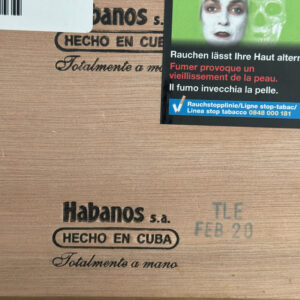 Habanos s.a.
HECHO EN CUBA
Totalmente a mano
Rauchen lässt Ihre Haut altern
Fumer provoque un
vieillissement de la peau.
Il fumo invecchia la pelle.
Rauchstopplinie/Ligne stop-tabac/
Linea stop tabacco 0848 000 181
Habanos s.a.
HECHO EN CUBA
Totalmente a mano
TLE
FEB 20